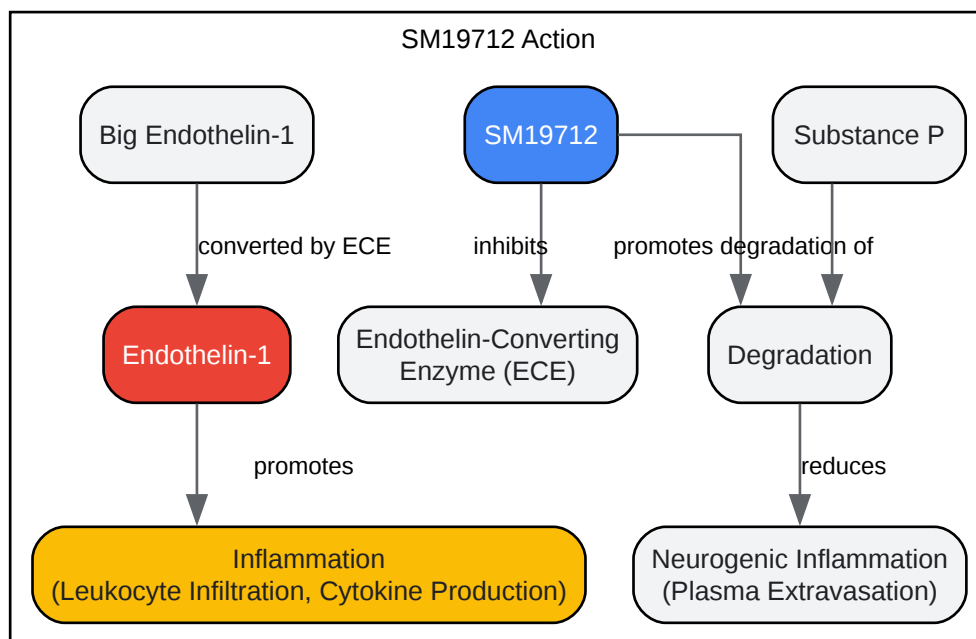 SM19712 Action
Big Endothelin-1
SM19712
Substance P
converted by ECE
inhibits
promotes degradation of
Endothelin-1
Endothelin-Converting
Enzyme (ECE)
Degradation
promotes
reduces
Inflammation
(Leukocyte Infiltration, Cytokine Production)
Neurogenic Inflammation
(Plasma Extravasation)